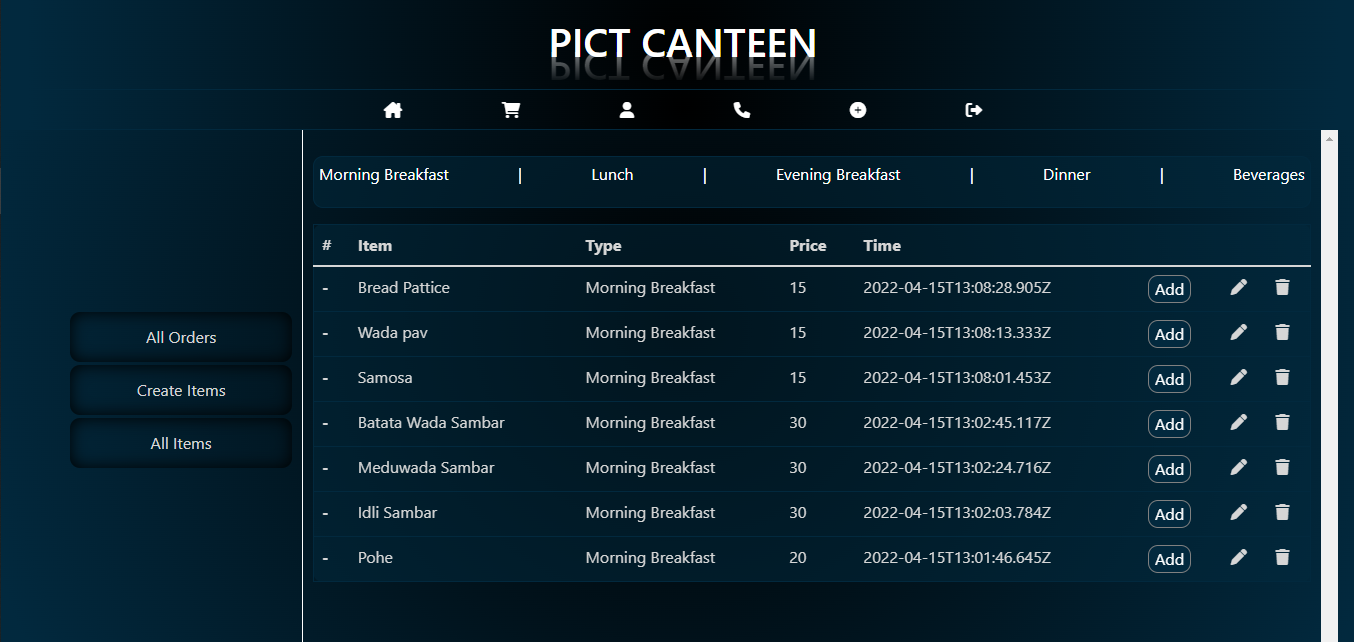 PICT CANTEEN
Morning Breakfast | Lunch | Evening Breakfast | Dinner | Beverages
# Item Type Price Time
- Bread Pattice Morning Breakfast 15 2022-04-15T13:08:28.905Z Add
- Wada pav Morning Breakfast 15 2022-04-15T13:08:13.333Z Add
- Samosa Morning Breakfast 15 2022-04-15T13:08:01.453Z Add
- Batata Wada Sambar Morning Breakfast 30 2022-04-15T13:02:45.117Z Add
- Meduwada Sambar Morning Breakfast 30 2022-04-15T13:02:24.716Z Add
- Idli Sambar Morning Breakfast 30 2022-04-15T13:02:03.784Z Add
- Pohe Morning Breakfast 20 2022-04-15T13:01:46.645Z Add
All Orders
Create Items
All Items